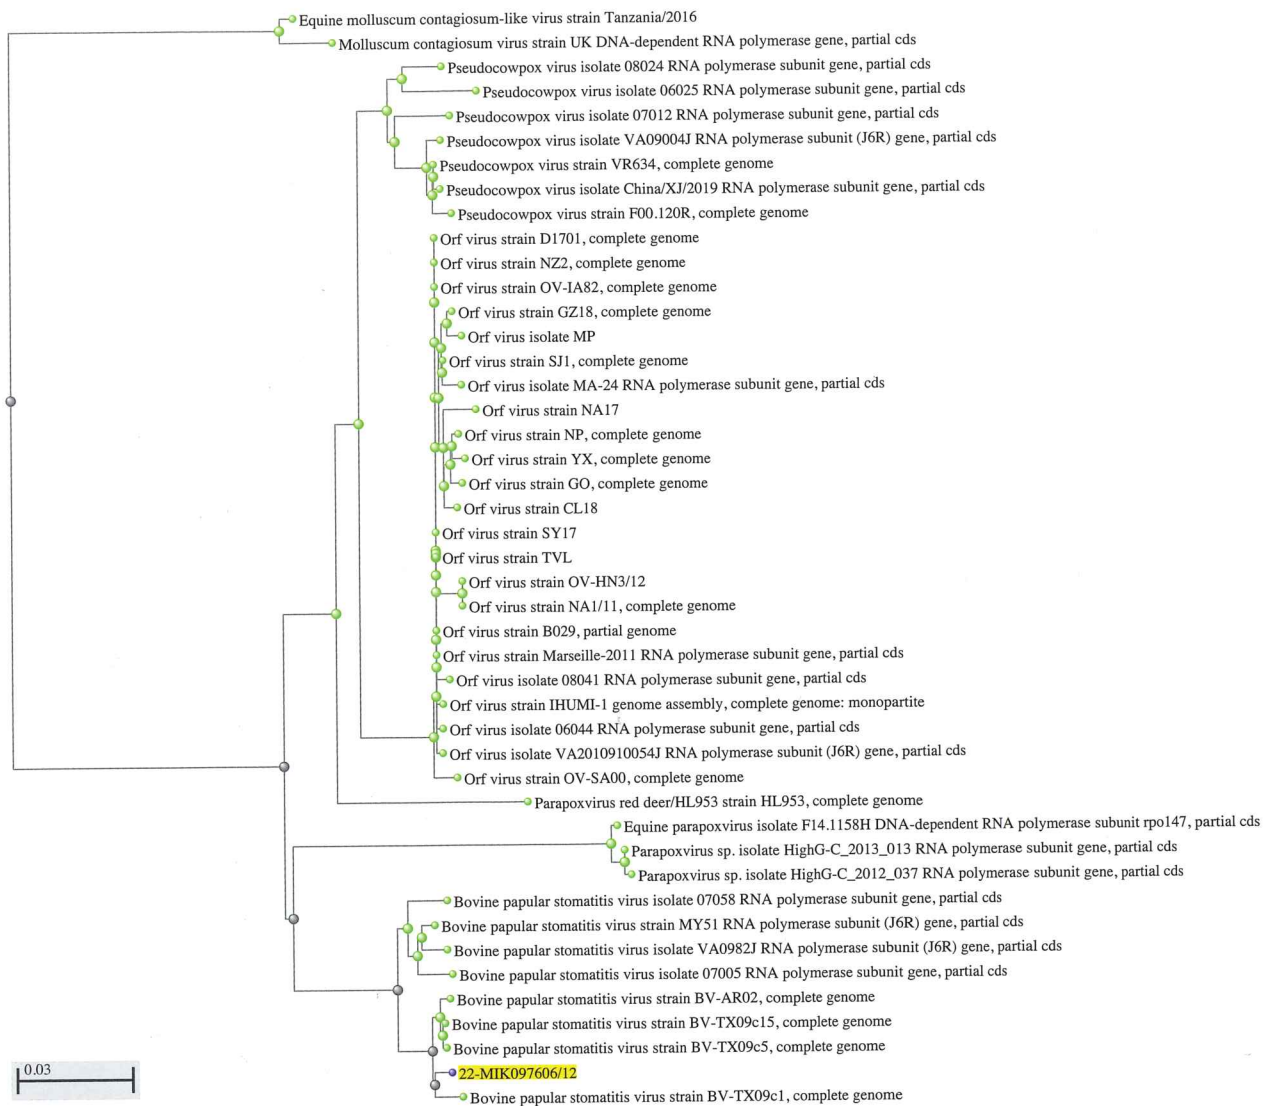 Equine molluscum contagiosum-like virus strain Tanzania/2016
Molluscum contagiosum virus strain UK DNA-dependent RNA polymerase gene, partial cds
Pseudocowpox virus isolate 08024 RNA polymerase subunit gene, partial cds
Pseudocowpox virus isolate 06025 RNA polymerase subunit gene, partial cds
Pseudocowpox virus isolate 07012 RNA polymerase subunit gene, partial cds
Pseudocowpox virus isolate VA09004J RNA polymerase subunit (J6R) gene, partial cds
Pseudocowpox virus strain VR634, complete genome
Pseudocowpox virus isolate China/XJ/2019 RNA polymerase subunit gene, partial cds
Pseudocowpox virus strain F00.120R, complete genome
Orf virus strain D1701, complete genome
Orf virus strain NZ2, complete genome
Orf virus strain OV-IA82, complete genome
Orf virus strain GZ18, complete genome
Orf virus isolate MP
Orf virus strain SJ1, complete genome
Orf virus isolate MA-24 RNA polymerase subunit gene, partial cds
Orf virus strain NA17
Orf virus strain NP, complete genome
Orf virus strain YX, complete genome
Orf virus strain GO, complete genome
Orf virus strain CL18
Orf virus strain SY17
Orf virus strain TVL
Orf virus strain OV-HN3/12
Orf virus strain NA1/11, complete genome
Orf virus strain B029, partial genome
Orf virus strain Marseille-2011 RNA polymerase subunit gene, partial cds
Orf virus isolate 08041 RNA polymerase subunit gene, partial cds
Orf virus strain IHUMI-1 genome assembly, complete genome: monopartite
Orf virus isolate 06044 RNA polymerase subunit gene, partial cds
Orf virus isolate VA2010910054J RNA polymerase subunit (J6R) gene, partial cds
Orf virus strain OV-SA00, complete genome
Parapoxvirus red deer/HL953 strain HL953, complete genome
Equine parapoxvirus isolate F14.1158H DNA-dependent RNA polymerase subunit rpo147, partial cds
Parapoxvirus sp. isolate HighG-C_2013_013 RNA polymerase subunit gene, partial cds
Parapoxvirus sp. isolate HighG-C_2012_037 RNA polymerase subunit gene, partial cds
Bovine papular stomatitis virus isolate 07058 RNA polymerase subunit gene, partial cds
Bovine papular stomatitis virus strain MY51 RNA polymerase subunit (J6R) gene, partial cds
Bovine papular stomatitis virus isolate VA0982J RNA polymerase subunit (J6R) gene, partial cds
Bovine papular stomatitis virus isolate 07005 RNA polymerase subunit gene, partial cds
Bovine papular stomatitis virus strain BV-AR02, complete genome
Bovine papular stomatitis virus strain BV-TX09c15, complete genome
Bovine papular stomatitis virus strain BV-TX09c5, complete genome
22-MIK097606/12
Bovine papular stomatitis virus strain BV-TX09c1, complete genome
0.03